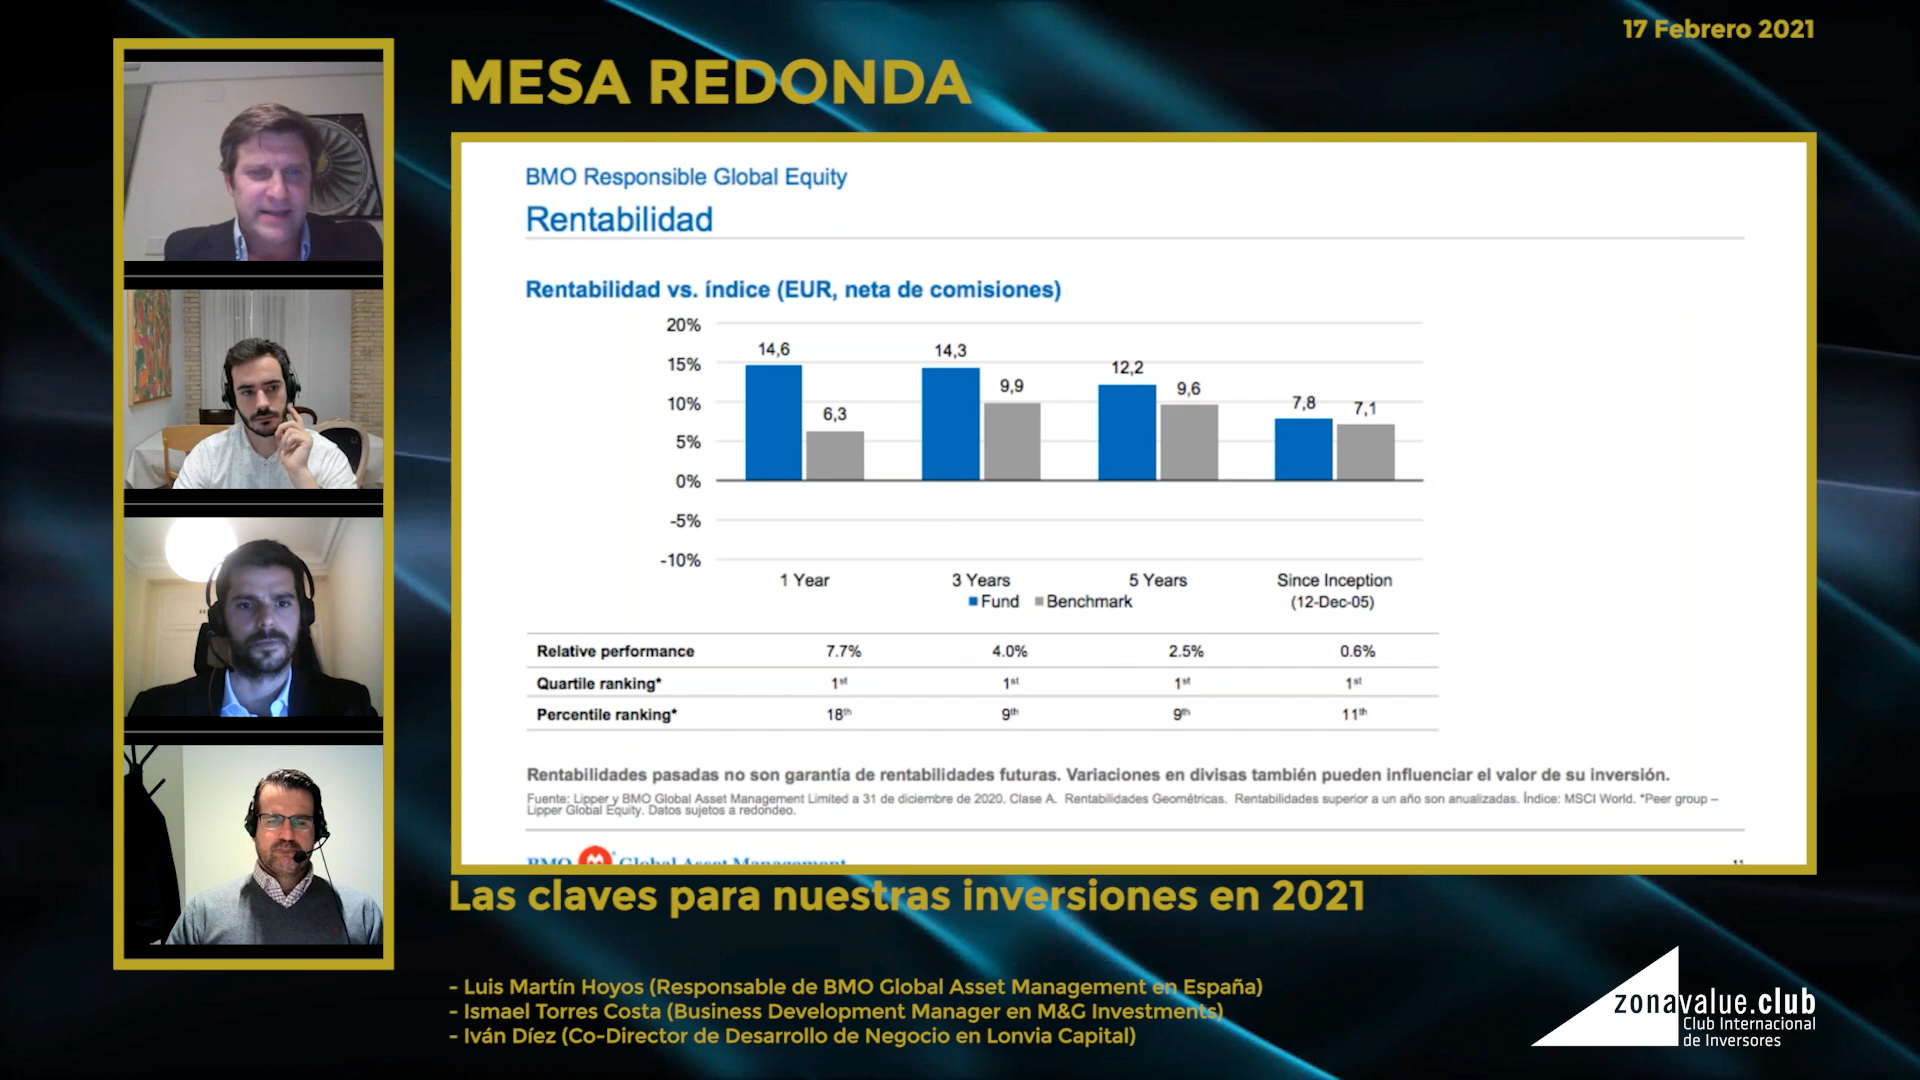 17 Febrero 2021
MESA REDONDA
BMO Responsible Global Equity
Rentabilidad
Rentabilidad vs. índice (EUR, neta de comisiones)
20%
15%
10%
5%
0%
-5%
-10%
14,6
6,3
14,3
9,9
12,2
9,6
7,8
7,1
1 Year
3 Years
5 Years
Since Inception
(12-Dec-05)
Fund
Benchmark
Relative performance 7.7% 4.0% 2.5% 0.6%
Quartile ranking* 1st 1st 1st 1st
Percentile ranking* 18th 9th 9th 11th
Rentabilidades pasadas no son garantía de rentabilidades futuras. Variaciones en divisas también pueden influenciar el valor de su inversión.
Fuente: Lipper y BMO Global Asset Management Limited a 31 de diciembre de 2020. Clase A. Rentabilidades Geométricas. Rentabilidades superior a un año son anualizadas. Índice: MSCI World. *Peer group –
Lipper Global Equity. Datos sujetos a redondeo.
BMO Global Asset Management
11
Las claves para nuestras inversiones en 2021
- Luis Martín Hoyos (Responsable de BMO Global Asset Management en España)
- Ismael Torres Costa (Business Development Manager en M&G Investments)
- Iván Díez (Co-Director de Desarrollo de Negocio en Lonvia Capital)
zonavalue.club
Club Internacional
de Inversores